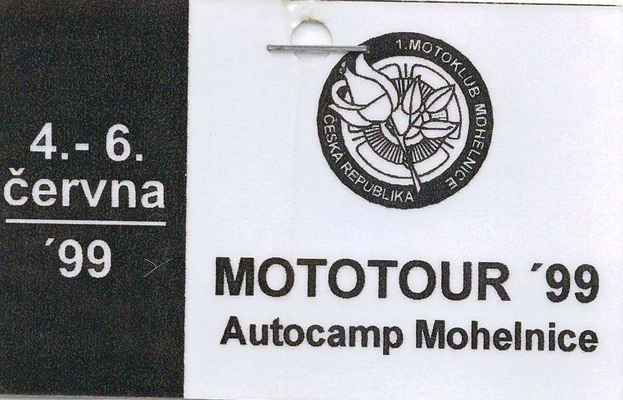 4.- 6.
června
´99
1.MOTOKLUB MOHELNICE
ČESKÁ REPUBLIKA
MOTOTOUR ´99
Autocamp Mohelnice